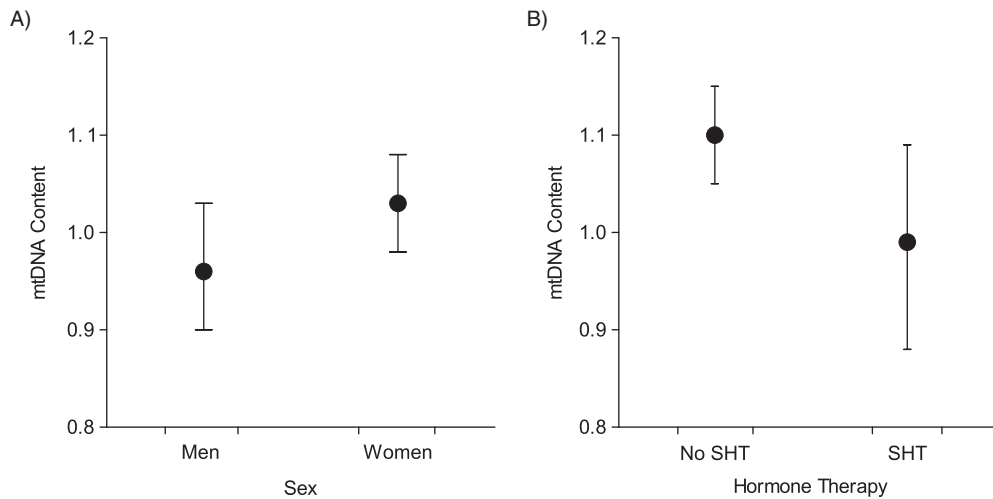 A)
1.2
1.1
1.0
0.9
0.8
mtDNA Content
Men Women
Sex
B)
1.2
1.1
1.0
0.9
0.8
mtDNA Content
No SHT SHT
Hormone Therapy